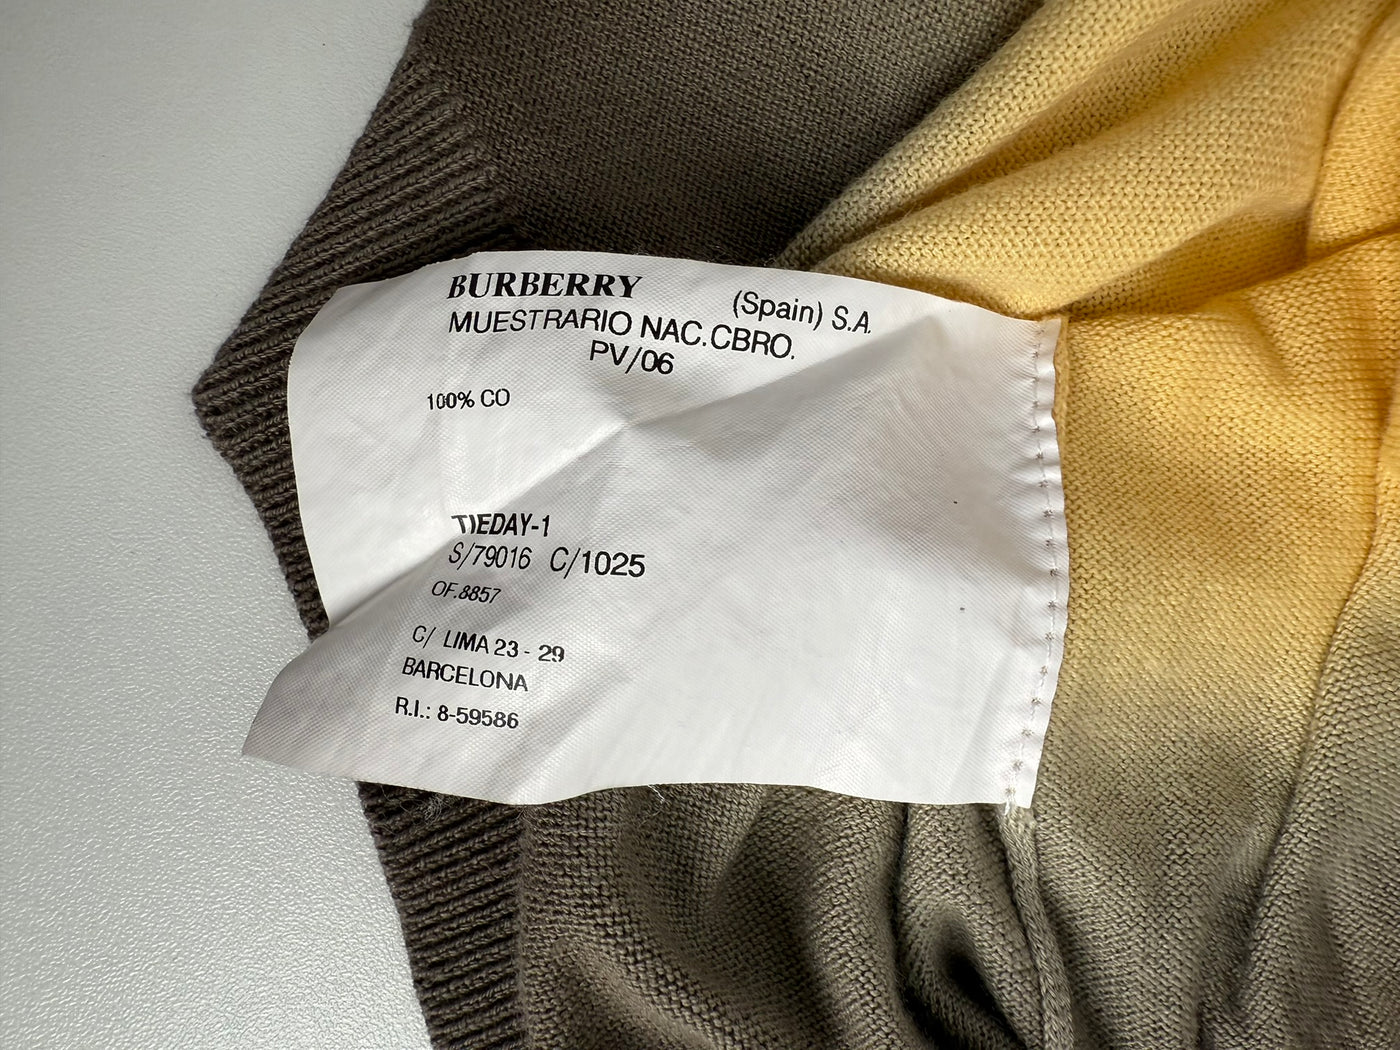 BURBERRY (Spain) S.A.
MUESTRARIO NAC.CBRO.
PV/06
100% CO
TIEDAY-1
S/79016 C/1025
OF.8857
C/ LIMA 23 - 29
BARCELONA
R.I.: 8-59586